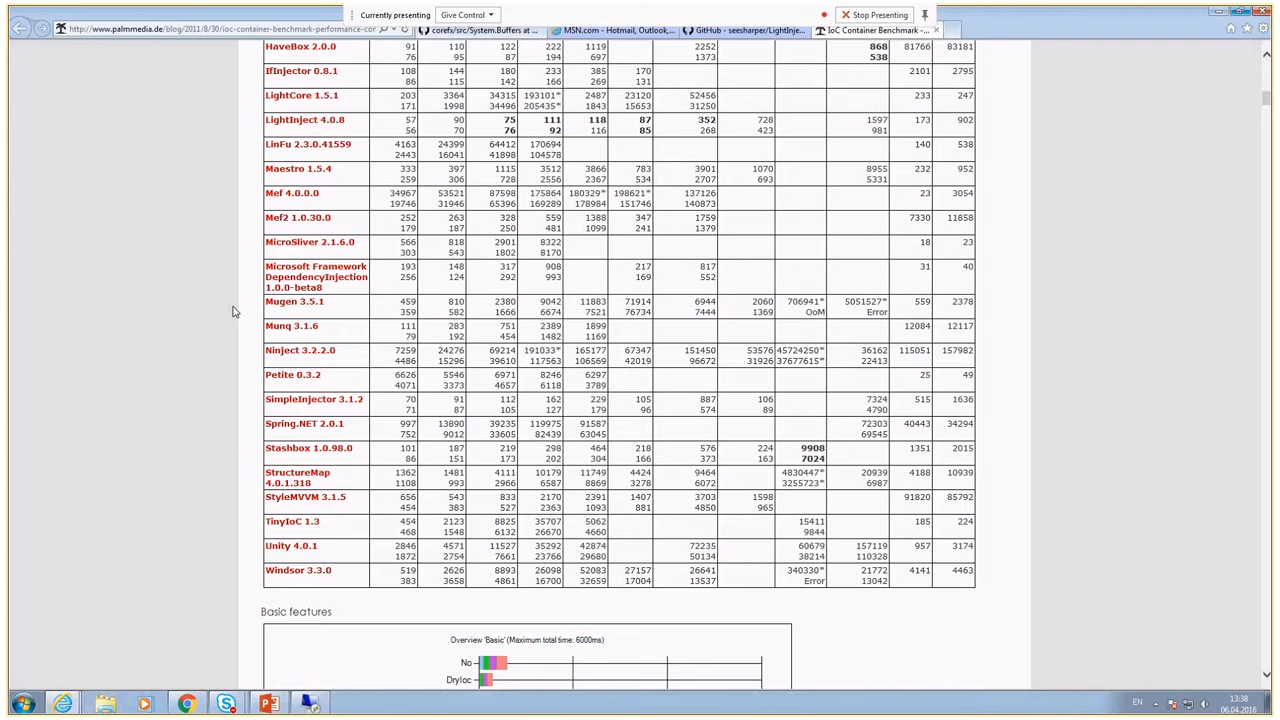 Currently presenting Give Control Stop Presenting
http://www.palmmedia.de/blog/2011/8/30/ioc-container-benchmark-performance-cor corefx/src/System.Buffers at ... MSN.com - Hotmail, Outlook,... GitHub - seesharper/LightInje... IoC Container Benchmark -...
HaveBox 2.0.0 91 110 122 222 1119 2252 868 81766 83181
76 95 87 194 697 1373 538
IfInjector 0.8.1 108 144 180 233 385 170 2101 2795
86 115 142 166 269 131
LightCore 1.5.1 203 3364 34315 193101* 2487 23120 52456 233 247
171 1998 34496 205435* 1843 15653 31250
LightInject 4.0.8 57 90 75 111 118 87 352 728 1597 173 902
56 70 76 92 116 85 268 423 981
LinFu 2.3.0.41559 4163 24399 64412 170694 140 538
2443 16041 41898 104578
Maestro 1.5.4 333 397 1115 3512 3866 783 3901 1070 8955 232 952
259 306 728 2556 2367 534 2707 693 5331
Mef 4.0.0.0 34967 53521 87598 175864 180329* 198621* 137126 23 3054
19746 31946 65396 169289 178984 151746 140873
Mef2 1.0.30.0 252 263 328 559 1388 347 1759 7330 11858
179 187 250 481 1099 241 1379
MicroSliver 2.1.6.0 566 818 2901 8322 18 23
303 543 1802 8170
Microsoft Framework 193 148 317 908 217 817 31 40
DependencyInjection 256 124 292 993 169 552
1.0.0-beta8
Mugen 3.5.1 459 810 2380 9042 11883 71914 6944 2060 706941* 5051527* 559 2378
359 582 1666 6674 7521 76734 7444 1369 OoM Error
Munq 3.1.6 111 283 751 2389 1899 12084 12117
79 192 454 1482 1169
Ninject 3.2.2.0 7259 24276 69214 191033* 165177 67347 151450 53576 45724250* 36162 115051 157982
4486 15296 39610 117563 106569 42019 96672 31926 37677615* 22413
Petite 0.3.2 6626 5546 6971 8246 6297 25 49
4071 3373 4657 6118 3789
SimpleInjector 3.1.2 70 91 112 162 229 105 887 106 7324 515 1636
71 87 105 127 179 96 574 89 4790
Spring.NET 2.0.1 997 13890 39235 119975 91587 72303 40443 34294
752 9012 33605 82439 63045 69545
Stashbox 1.0.98.0 101 187 219 298 464 218 576 224 9908 1351 2015
86 151 173 202 304 166 373 163 7024
StructureMap 1362 1481 4111 10179 11749 4424 9464 4830447* 20939 4188 10939
4.0.1.318 1108 993 2966 6587 8869 3278 6072 3255723* 6987
StyleMVVM 3.1.5 656 543 833 2170 2391 1407 3703 1598 91820 85792
454 383 527 2363 1093 881 4850 965
TinyIoC 1.3 454 2123 8825 35707 5062 15411 185 224
468 1548 6132 26670 4660 9844
Unity 4.0.1 2846 4571 11527 35292 42874 72235 60679 157119 957 3174
1872 2754 7661 23766 29680 50134 38214 110328
Windsor 3.3.0 519 2626 8893 26098 52083 27157 26641 340330* 21772 4141 4463
383 3658 4861 16700 32659 17004 13537 Error 13042
Basic features
Overview 'Basic' (Maximum total time: 6000ms)
No
DryIoc
EN 13:38
06.04.2016